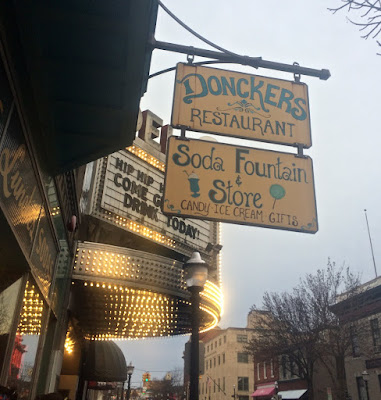 DONCKERS
RESTAURANT
Soda Fountain
&
Store
CANDY ICE CREAM GIFTS
HIP HIP
COME
DRINK TODAY!